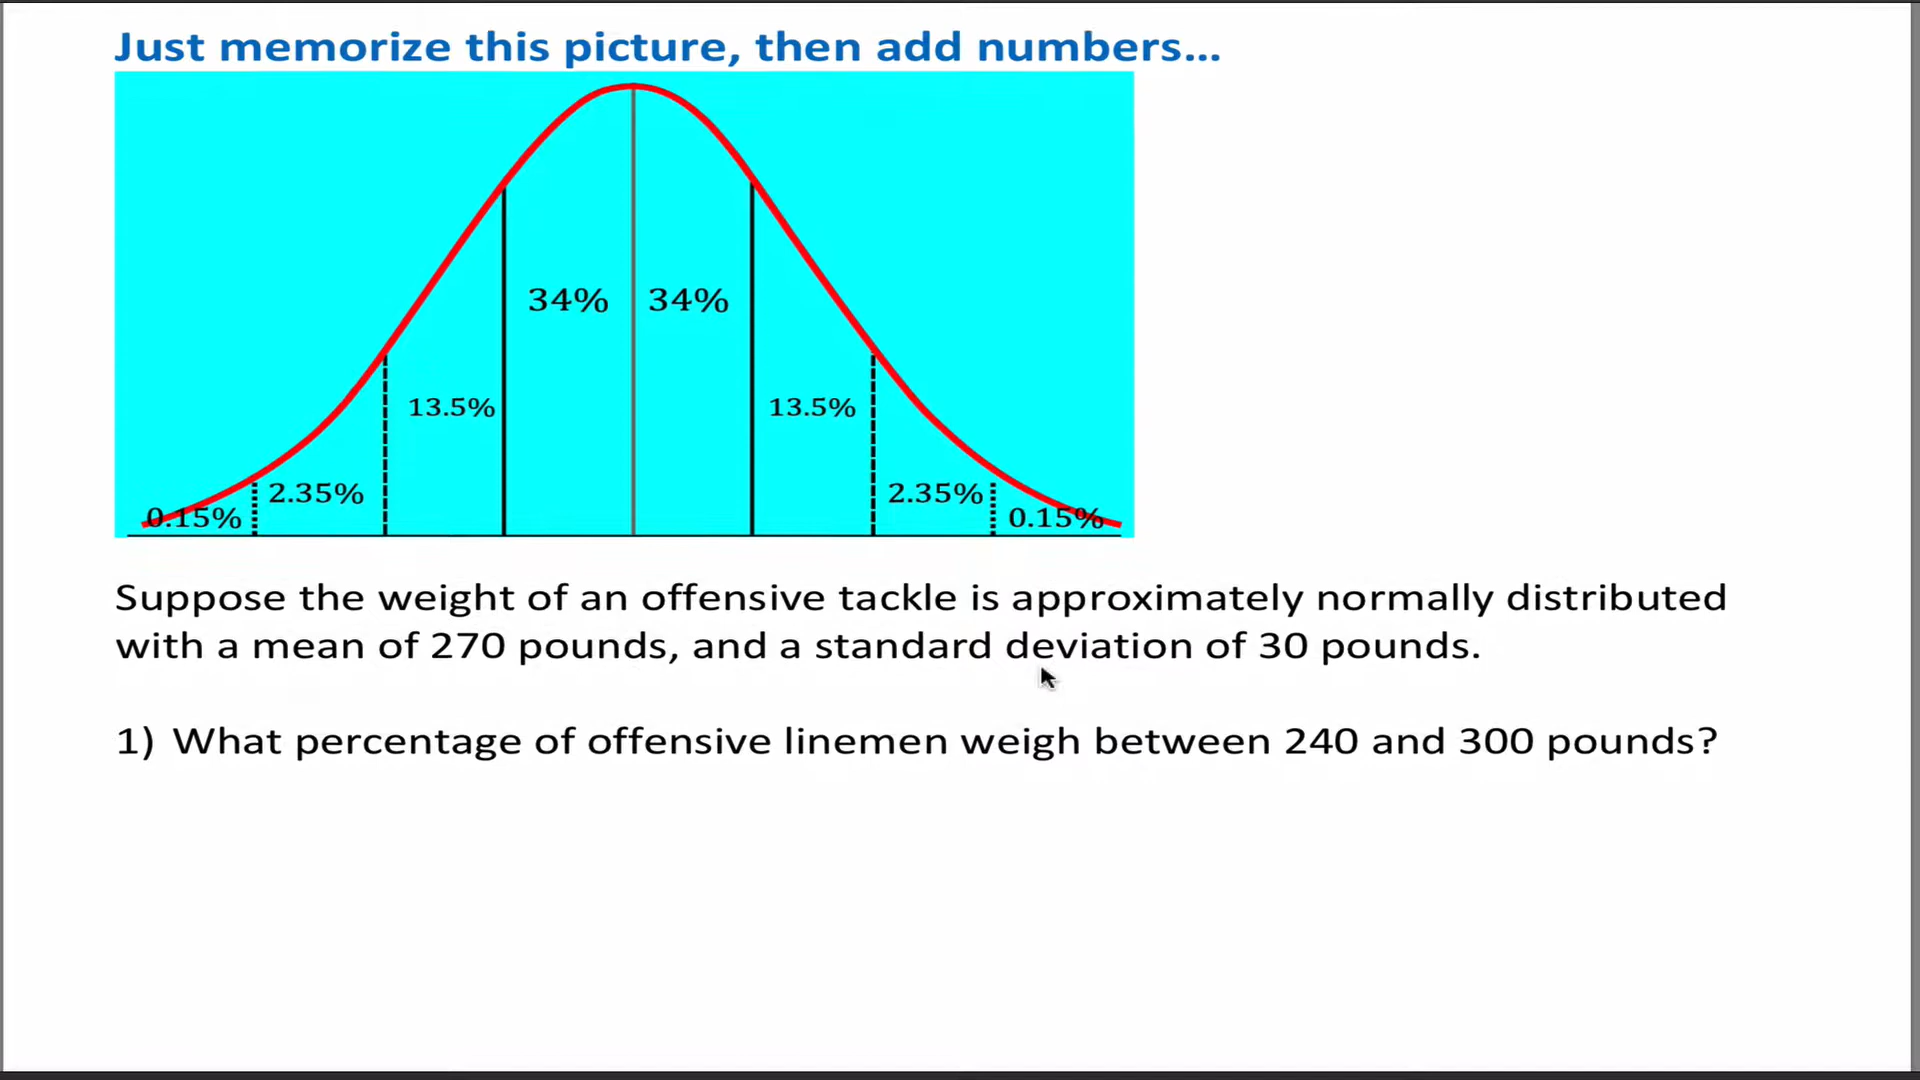 Just memorize this picture, then add numbers...
34% 34%
13.5% 13.5%
2.35% 2.35%
0.15% 0.15%
Suppose the weight of an offensive tackle is approximately normally distributed
with a mean of 270 pounds, and a standard deviation of 30 pounds.
1) What percentage of offensive linemen weigh between 240 and 300 pounds?